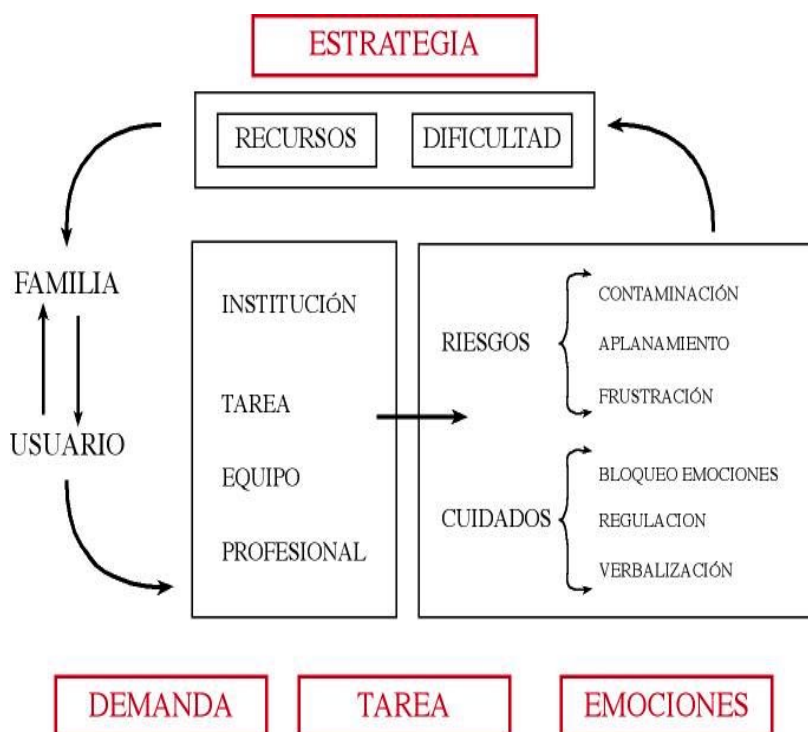 ESTRATEGIA
RECURSOS
DIFICULTAD
FAMILIA
USUARIO
INSTITUCIÓN
TAREA
EQUIPO
PROFESIONAL
RIESGOS
CONTAMINACIÓN
APLANAMIENTO
FRUSTRACIÓN
CUIDADOS
BLOQUEO EMOCIONES
REGULACION
VERBALIZACIÓN
DEMANDA
TAREA
EMOCIONES